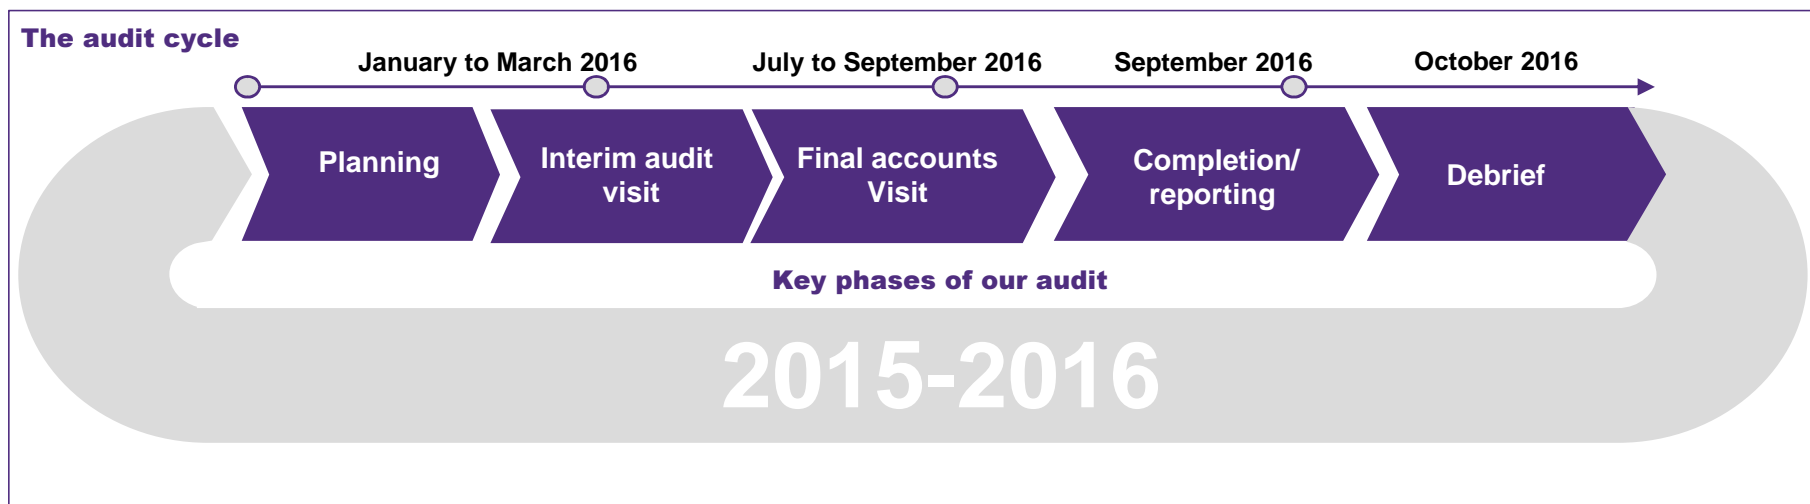 The audit cycle
January to March 2016
July to September 2016
September 2016
October 2016
Planning
Interim audit
visit
Final accounts
Visit
Completion/
reporting
Debrief
Key phases of our audit
2015-2016